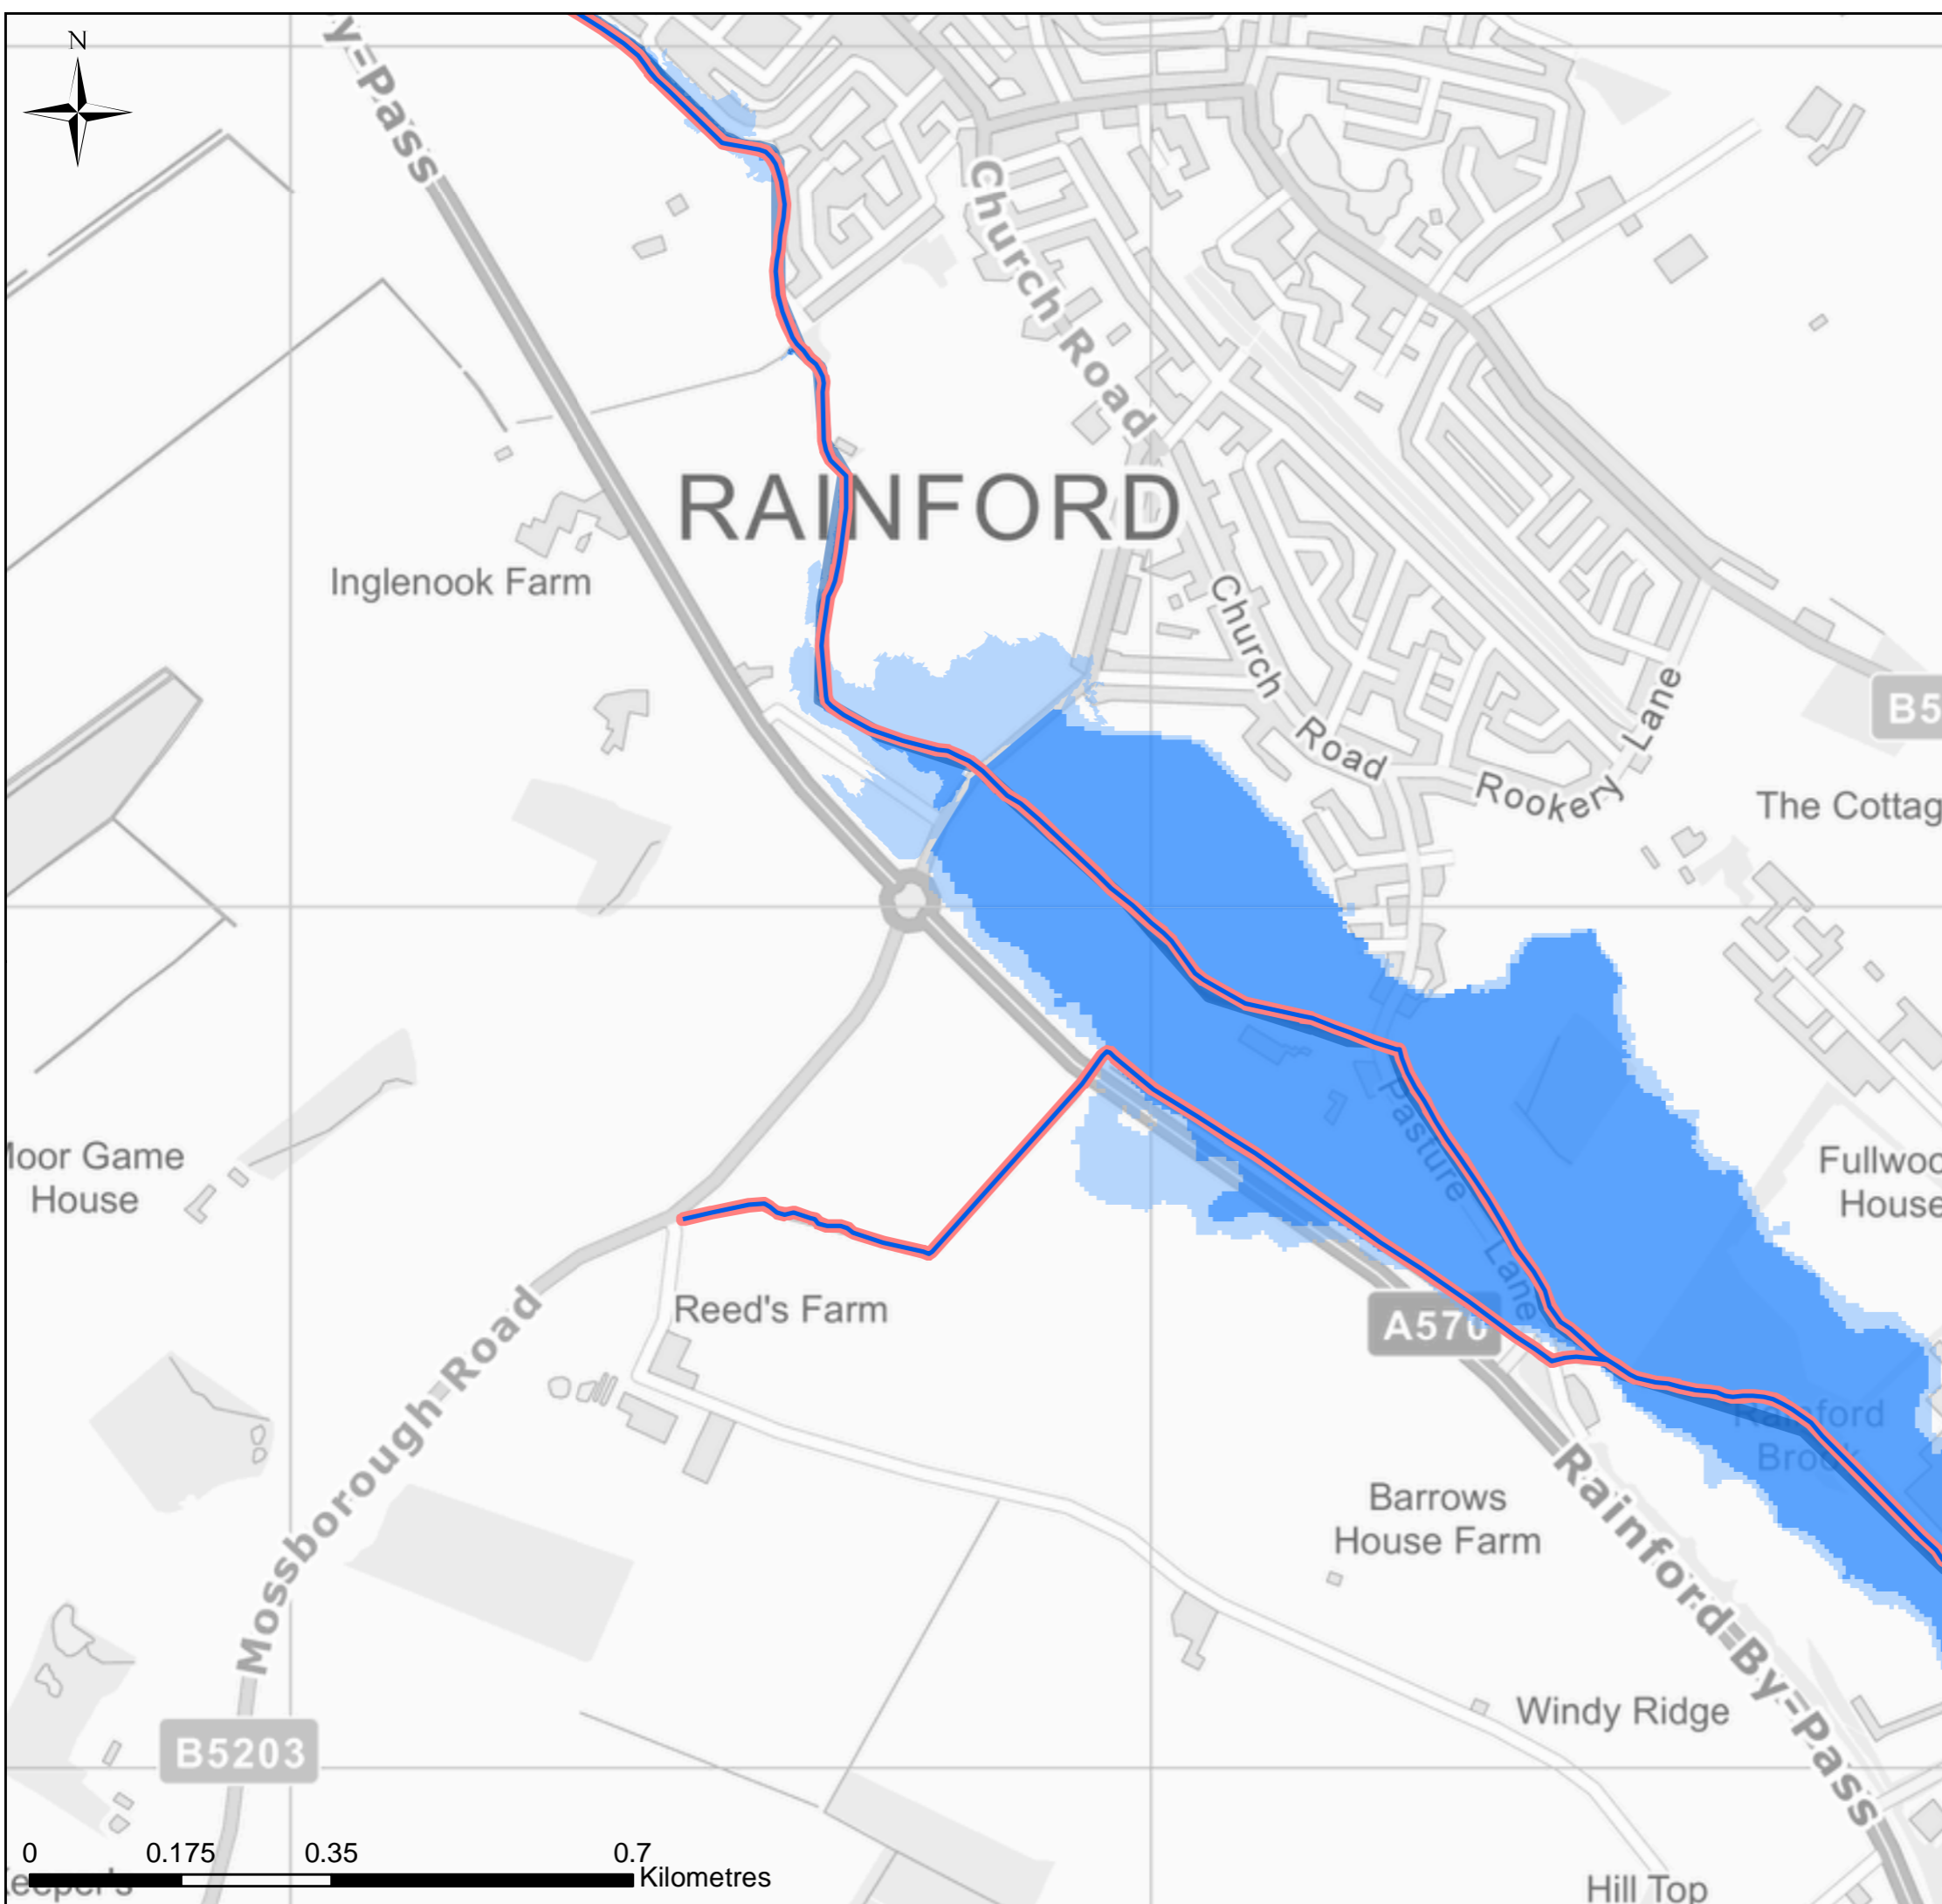 N
y-Pass
Church Road
RAINFORD
Inglenook Farm
Church
Road
Rookery
Lane
B5
The Cottag
Moor Game
House
Pasture Lane
Fullwoo
House
Reed's Farm
A570
Mossborough Road
Rainford
Brook
Barrows
House Farm
Rainford By-Pass
Windy Ridge
B5203
0 0.175 0.35 0.7
Kilometres
eeper's
Hill Top